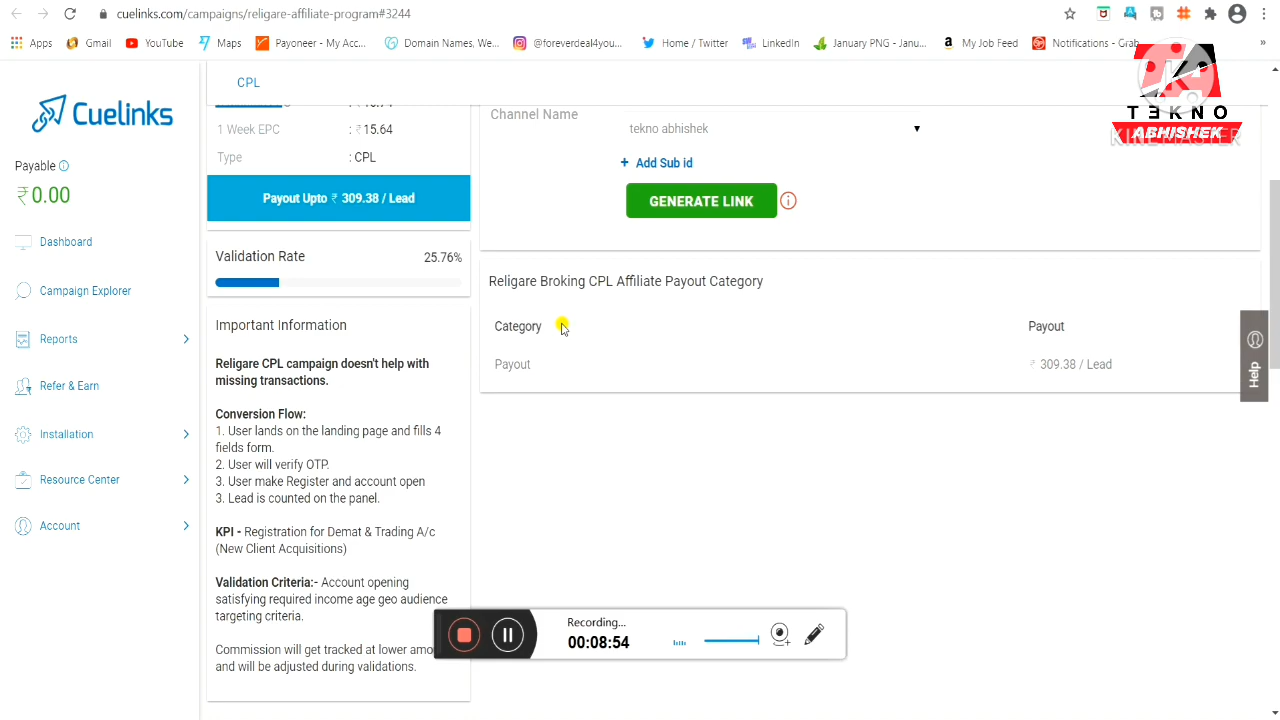 cuelinks.com/campaigns/religare-affiliate-program#3244
Apps
Gmail
YouTube
Maps
Payoneer - My Acc...
Domain Names, We...
@foreverdeal4you...
Home / Twitter
LinkedIn
January PNG - Janu...
My Job Feed
Notifications - Grab
»
TEKNO
ABHISHEK
KINEMASTER
Cuelinks
Payable
₹0.00
Dashboard
Campaign Explorer
Reports
Refer & Earn
Installation
Resource Center
Account
CPL
1 Week EPC : ₹15.64
Type : CPL
Payout Upto ₹ 309.38 / Lead
Validation Rate 25.76%
Important Information
Religare CPL campaign doesn't help with
missing transactions.
Conversion Flow:
1. User lands on the landing page and fills 4
fields form.
2. User will verify OTP.
3. User make Register and account open
3. Lead is counted on the panel.
KPI - Registration for Demat & Trading A/c
(New Client Acquisitions)
Validation Criteria:- Account opening
satisfying required income age geo audience
targeting criteria.
Commission will get tracked at lower amo
and will be adjusted during validations.
Channel Name
tekno abhishek
+ Add Sub id
GENERATE LINK
Religare Broking CPL Affiliate Payout Category
Category Payout
Payout ₹ 309.38 / Lead
Help
Recording...
00:08:54